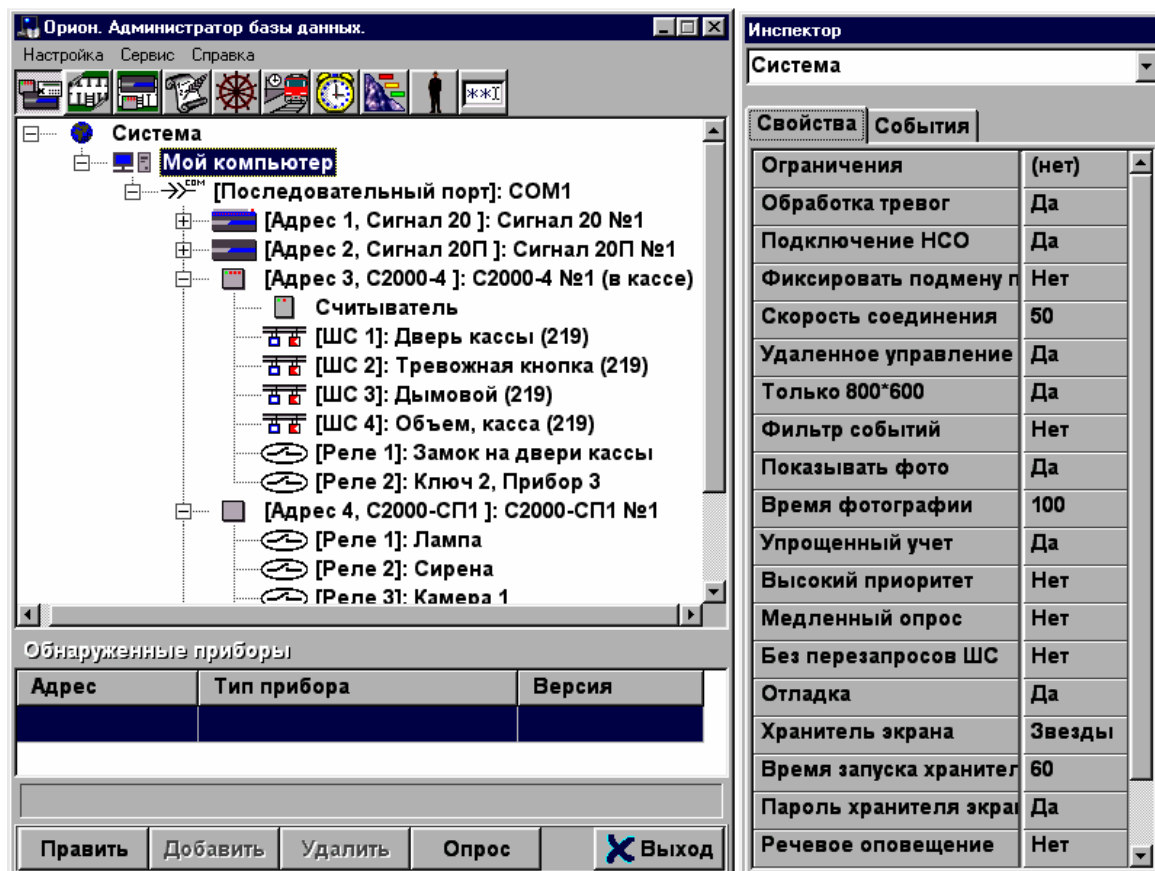 Орион. Администратор базы данных.
Настройка Сервис Справка
**I
Система
Мой компьютер
COM [Последовательный порт]: COM1
[Адрес 1, Сигнал 20 ]: Сигнал 20 №1
[Адрес 2, Сигнал 20П ]: Сигнал 20П №1
[Адрес 3, С2000-4 ]: С2000-4 №1 (в кассе)
Считыватель
[ШС 1]: Дверь кассы (219)
[ШС 2]: Тревожная кнопка (219)
[ШС 3]: Дымовой (219)
[ШС 4]: Объем, касса (219)
[Реле 1]: Замок на двери кассы
[Реле 2]: Ключ 2, Прибор 3
[Адрес 4, С2000-СП1 ]: С2000-СП1 №1
[Реле 1]: Лампа
[Реле 2]: Сирена
[Реле 3]: Камера 1
Обнаруженные приборы
Адрес Тип прибора Версия
Править Добавить Удалить Опрос Выход
Инспектор
Система
Свойства События
Ограничения (нет)
Обработка тревог Да
Подключение НСО Да
Фиксировать подмену п Нет
Скорость соединения 50
Удаленное управление Да
Только 800*600 Да
Фильтр событий Нет
Показывать фото Да
Время фотографии 100
Упрощенный учет Да
Высокий приоритет Нет
Медленный опрос Нет
Без перезапросов ШС Нет
Отладка Да
Хранитель экрана Звезды
Время запуска хранител 60
Пароль хранителя экра Да
Речевое оповещение Нет